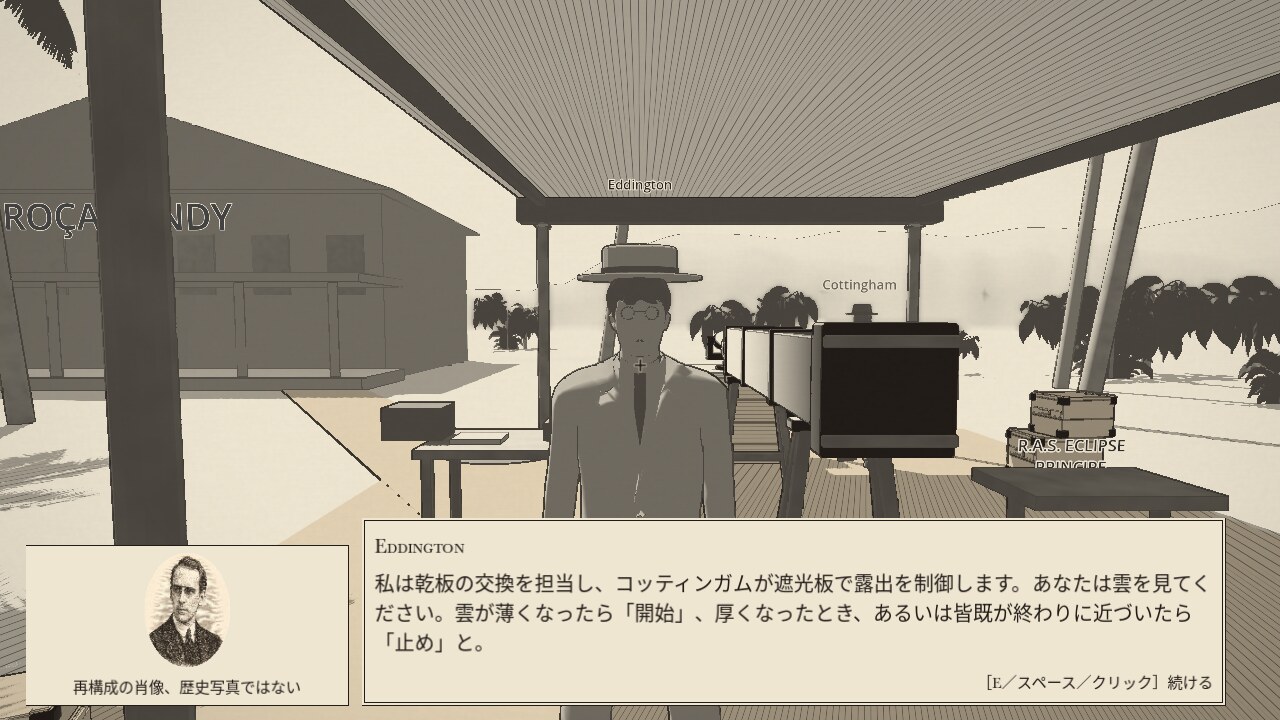 Eddington
ROÇA
NDY
Cottingham
R.A.S. ECLIPSE
PRINCIPE
Eddington
私は乾板の交換を担当し、コッティンガムが遮光板で露出を制御します。あなたは雲を見てく
ださい。雲が薄くなったら「開始」、厚くなったとき、あるいは皆既が終わりに近づいたら
「止め」と。
［E／スペース／クリック］続ける
再構成の肖像、歴史写真ではない